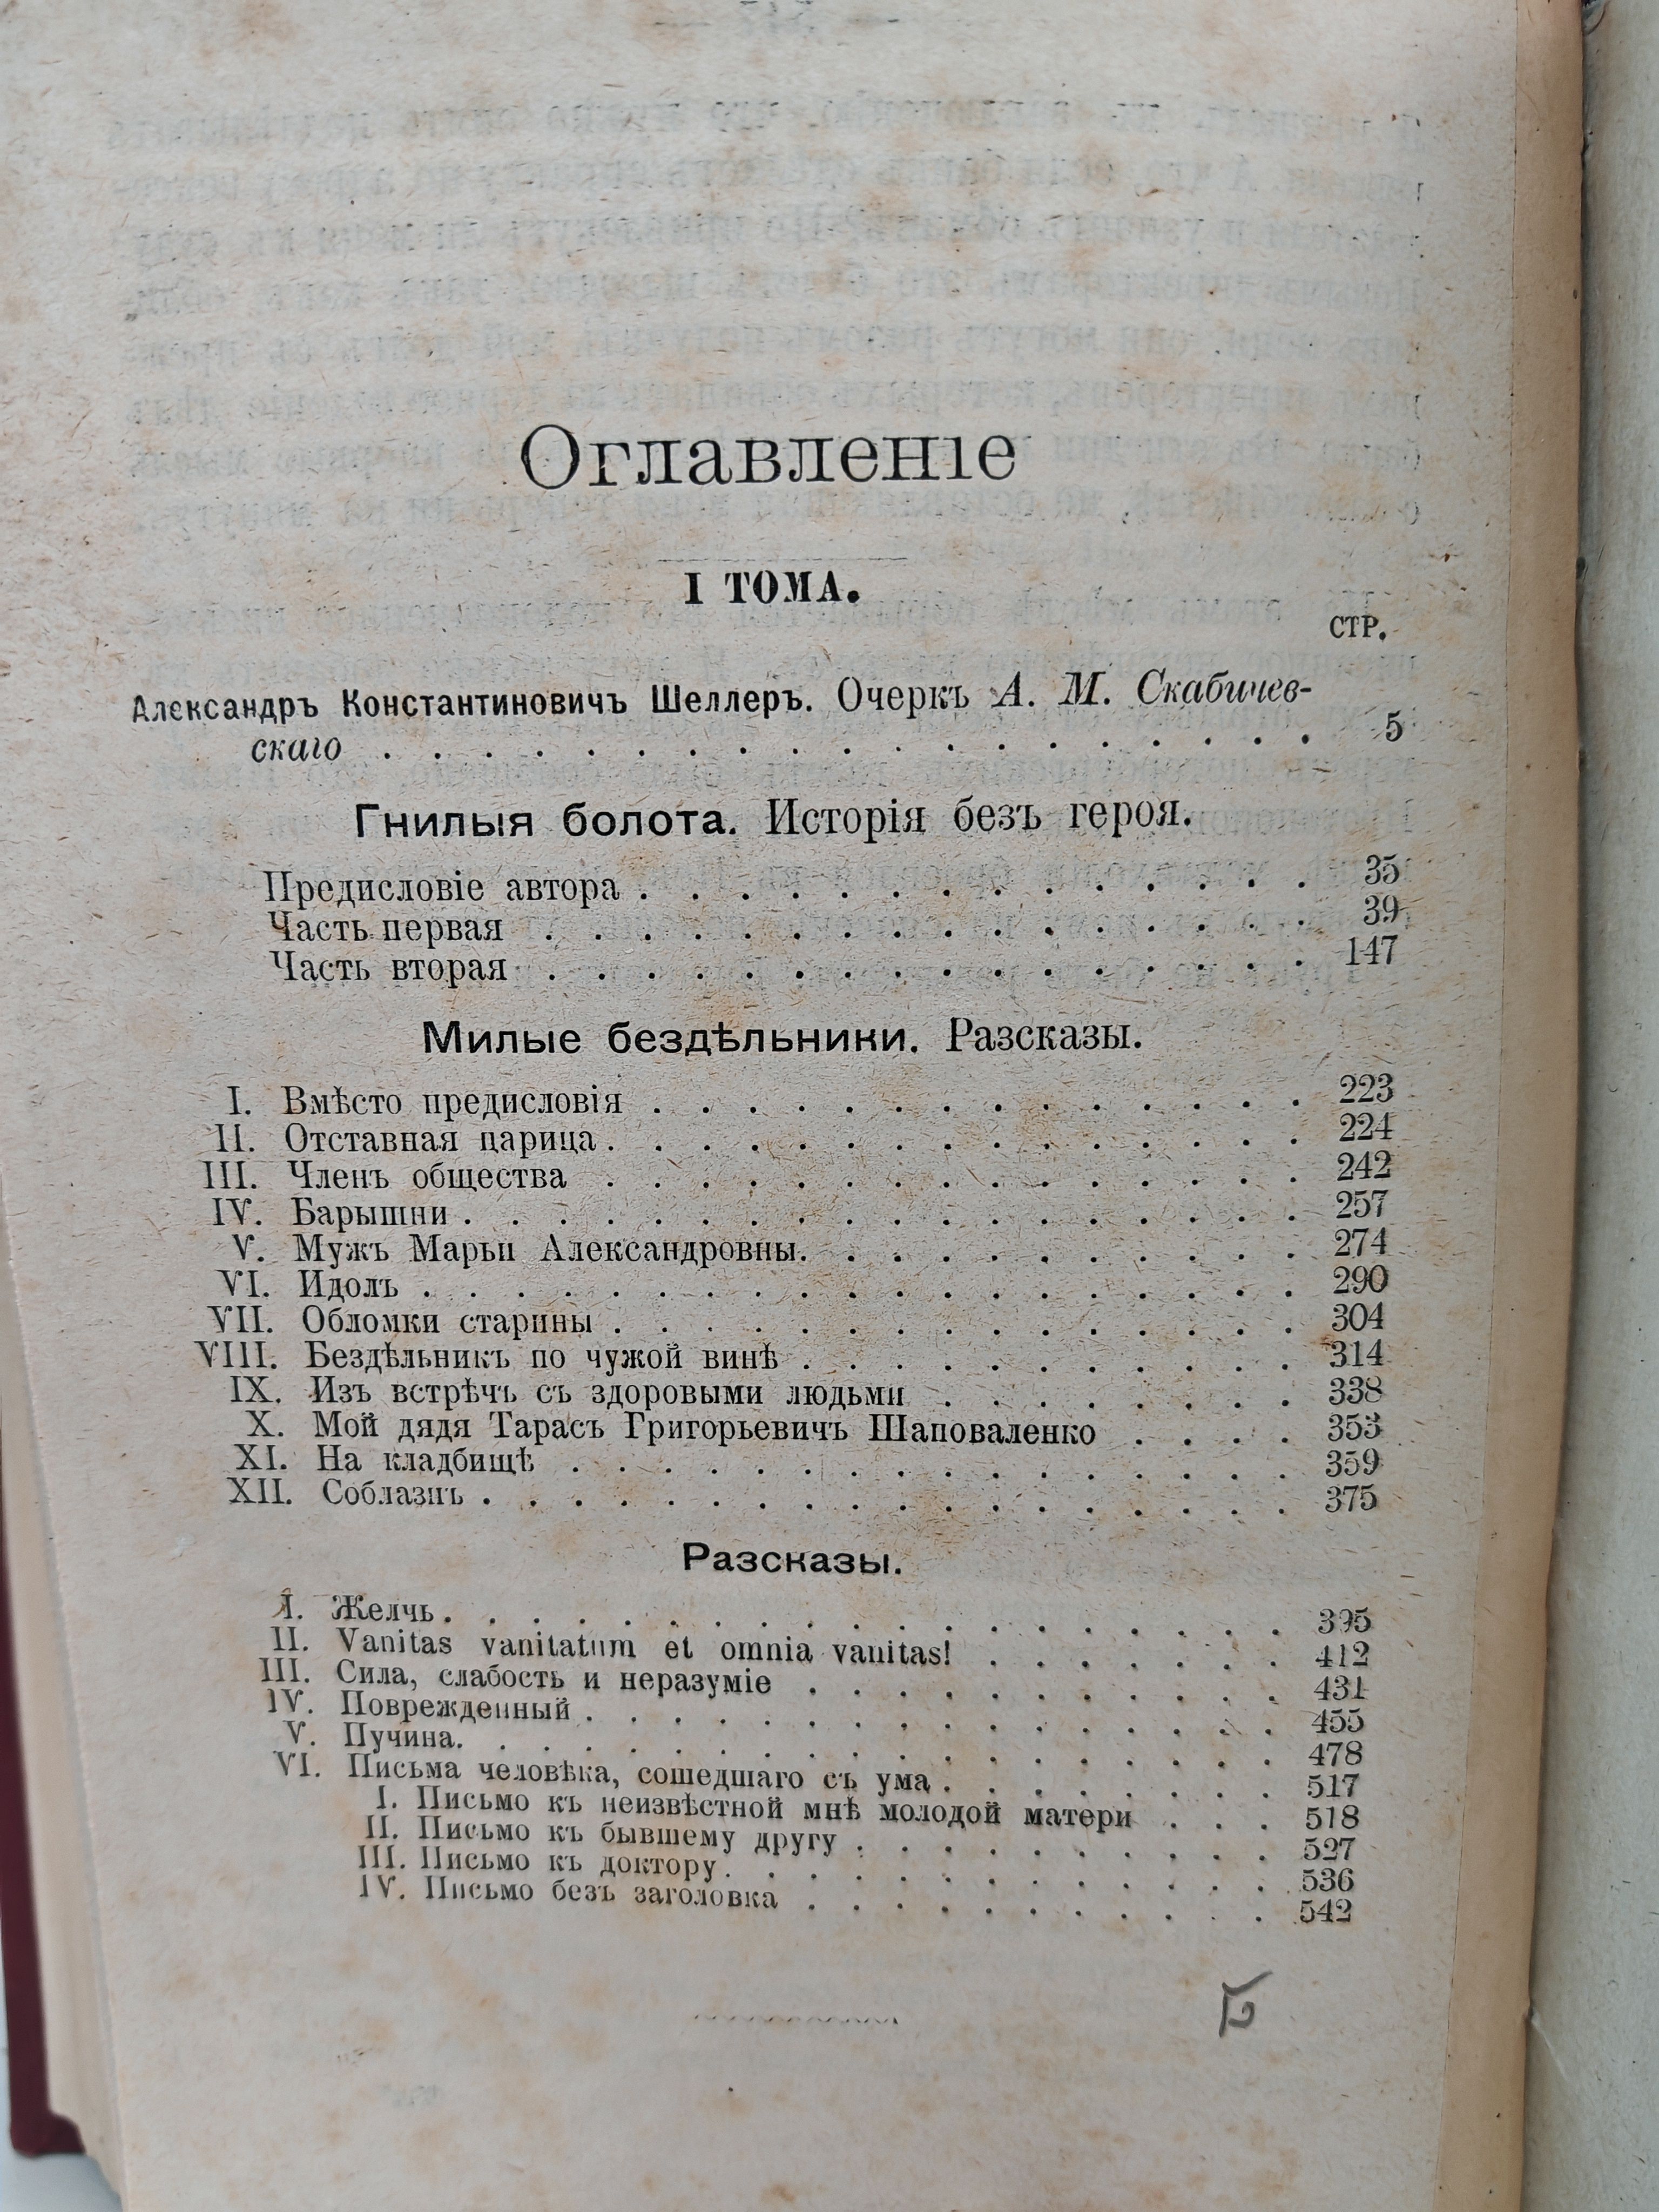 Оглавленіе
I ТОМА.
СТР.
Александръ Константиновичъ Шеллеръ. Очеркъ А. М. Скабичев-
скаго . . . . . . . . . . . . . . . . . . . 5
Гнилыя болота. Исторія безъ героя.
Предисловіе автора . . . . . . . . . . . . . . 35
Часть первая . . . . . . . . . . . . . . . . 39
Часть вторая . . . . . . . . . . . . . . . . 147
Милые бездѣльники. Разсказы.
I. Вмѣсто предисловія . . . . . . . . . . . . . . 223
II. Отставная царица . . . . . . . . . . . . . . . 224
III. Членъ общества . . . . . . . . . . . . . . . 242
IV. Барышни . . . . . . . . . . . . . . . . . . 257
V. Мужъ Марьи Александровны. . . . . . . . . . . 274
VI. Идолъ . . . . . . . . . . . . . . . . . . . 290
VII. Обломки старины . . . . . . . . . . . . . . . 304
VIII. Бездѣльникъ по чужой винѣ . . . . . . . . . . . 314
IX. Изъ встрѣчъ съ здоровыми людьми . . . . . . . . 338
X. Мой дядя Тарасъ Григорьевичъ Шаповаленко . . . . 353
XI. На кладбищѣ . . . . . . . . . . . . . . . . 359
XII. Соблазнъ . . . . . . . . . . . . . . . . . . 375
Разсказы.
I. Желчь . . . . . . . . . . . . . . . . . . . 395
II. Vanitas vanitatum et omnia vanitas! . . . . . . . 412
III. Сила, слабость и неразуміе . . . . . . . . . . . 431
IV. Поврежденный . . . . . . . . . . . . . . . . 455
V. Пучина. . . . . . . . . . . . . . . . . . . 478
VI. Письма человѣка, сошедшаго съ ума . . . . . . . . 517
I. Письмо къ неизвѣстной мнѣ молодой матери . . . 518
II. Письмо къ бывшему другу . . . . . . . . . . 527
III. Письмо къ доктору . . . . . . . . . . . . . 536
IV. Письмо безъ заголовка . . . . . . . . . . . 542